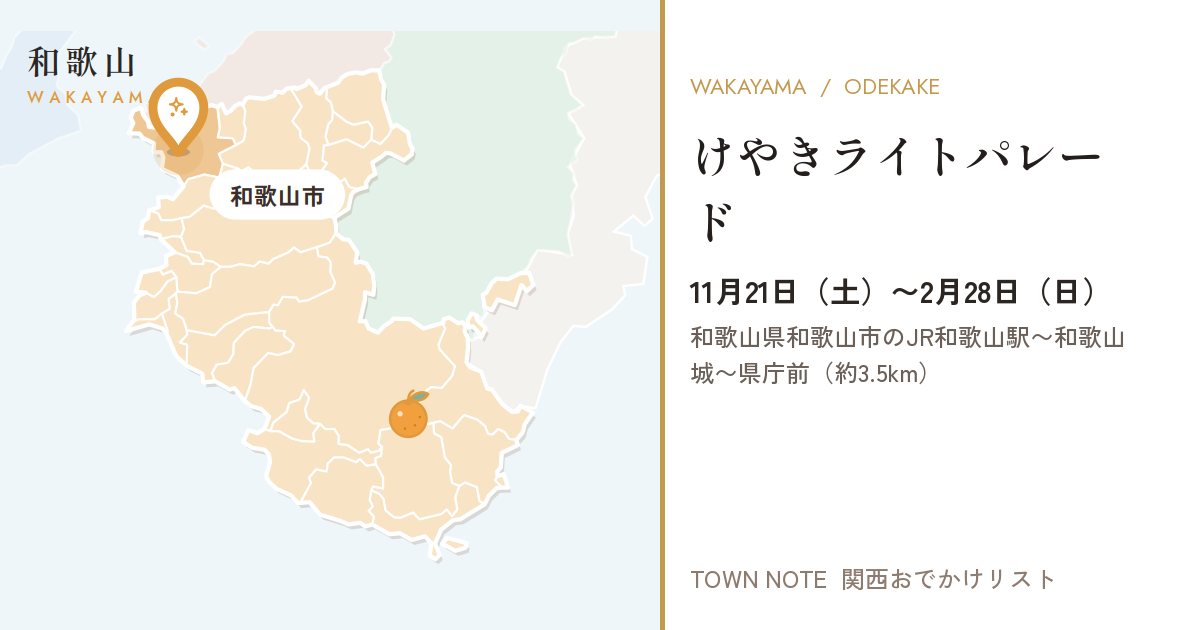 和歌山
WAKAYAM
和歌山市
WAKAYAMA / ODEKAKE
けやきライトパレー
ド
11月21日（土）〜2月28日（日）
和歌山県和歌山市のJR和歌山駅〜和歌山
城〜県庁前（約3.5km）
TOWN NOTE 関西おでかけリスト